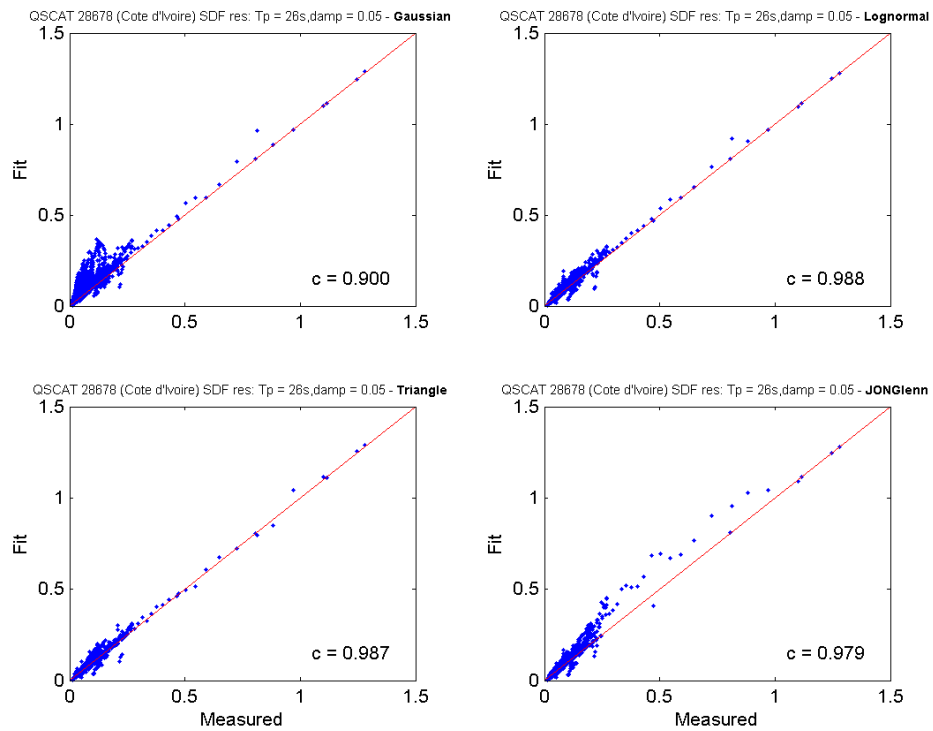 QSCAT 28678 (Cote d'Ivoire) SDF res: Tp = 26s,damp = 0.05 - Gaussian
1.5
1
Fit
0.5
c = 0.900
0
0 0.5 1 1.5
QSCAT 28678 (Cote d'Ivoire) SDF res: Tp = 26s,damp = 0.05 - Lognormal
1.5
1
Fit
0.5
c = 0.988
0
0 0.5 1 1.5
QSCAT 28678 (Cote d'Ivoire) SDF res: Tp = 26s,damp = 0.05 - Triangle
1.5
1
Fit
0.5
c = 0.987
0
0 0.5 1 1.5
Measured
QSCAT 28678 (Cote d'Ivoire) SDF res: Tp = 26s,damp = 0.05 - JONGlenn
1.5
1
Fit
0.5
c = 0.979
0
0 0.5 1 1.5
Measured